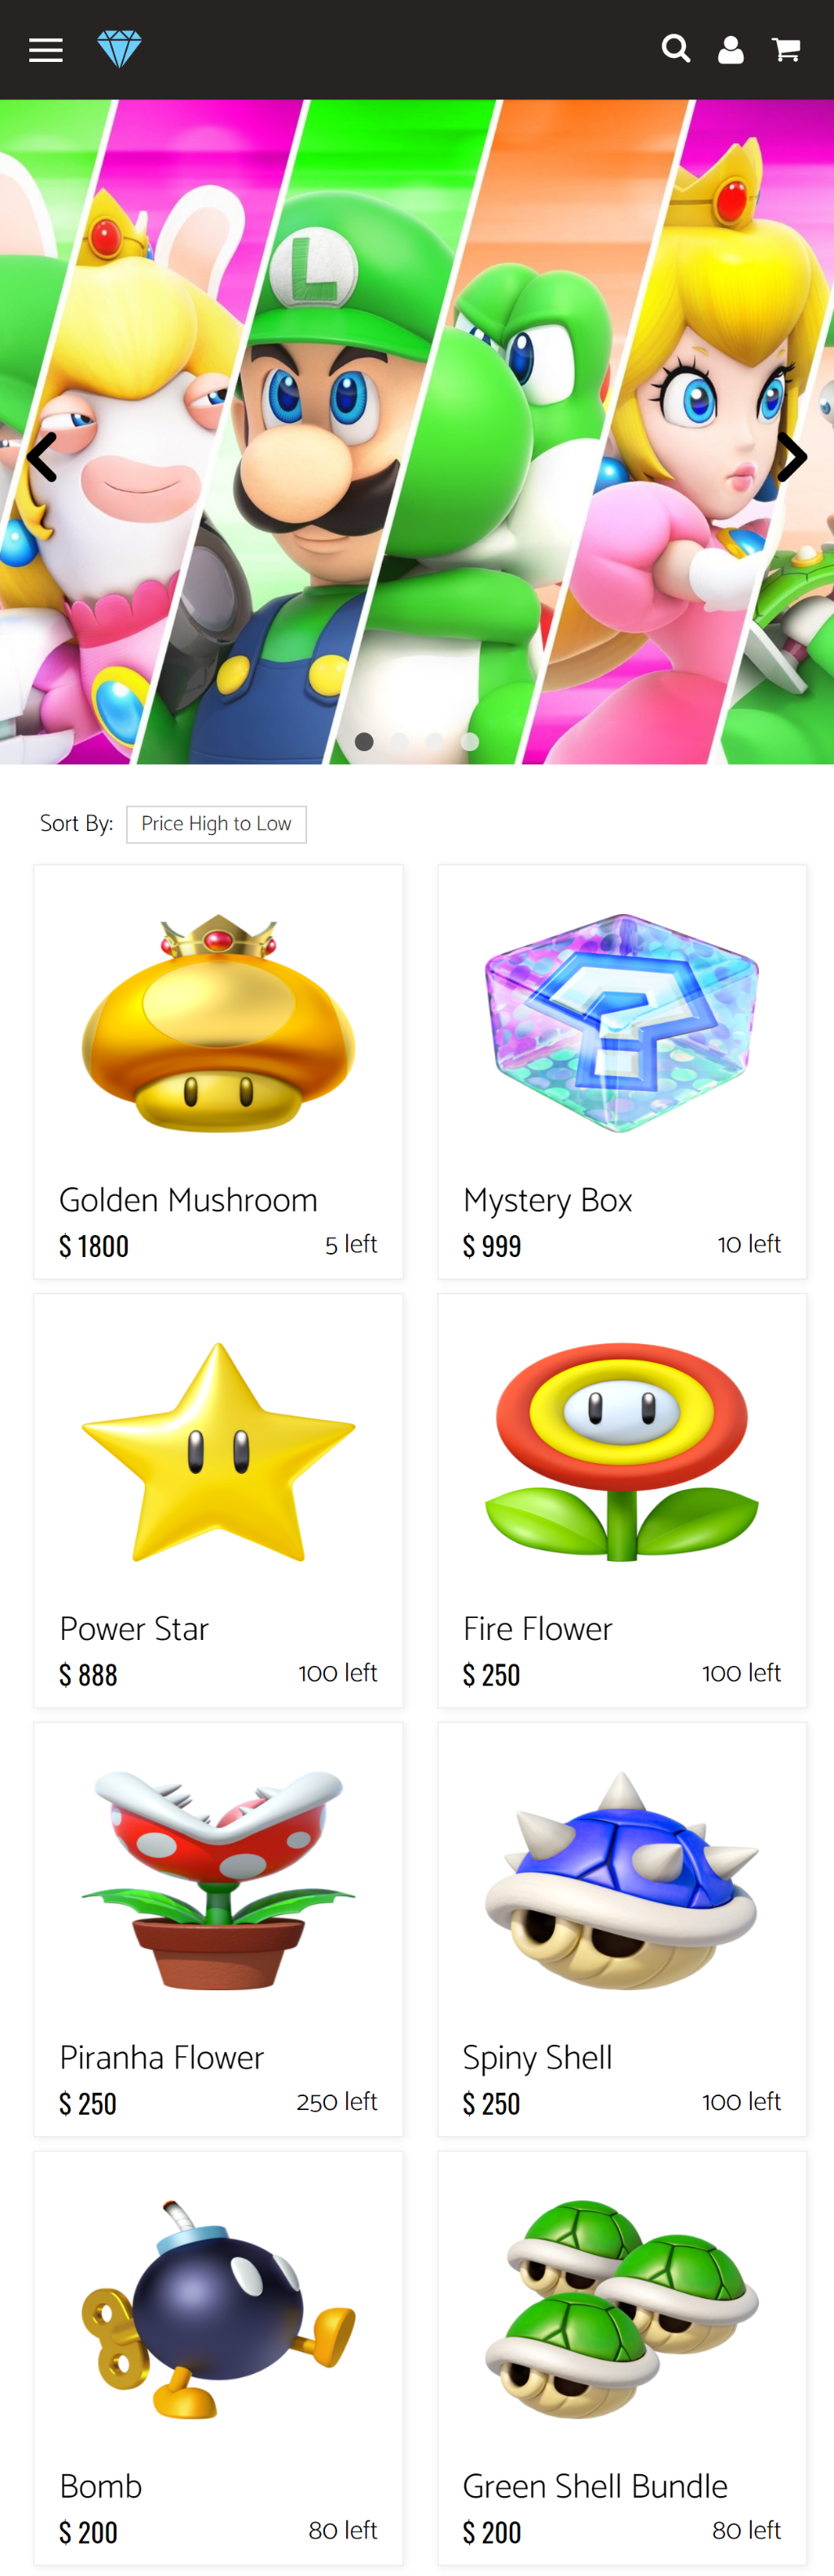 L
Sort By: Price High to Low
Golden Mushroom
$ 1800 5 left
Mystery Box
$ 999 10 left
Power Star
$ 888 100 left
Fire Flower
$ 250 100 left
Piranha Flower
$ 250 250 left
Spiny Shell
$ 250 100 left
Bomb
$ 200 80 left
Green Shell Bundle
$ 200 80 left